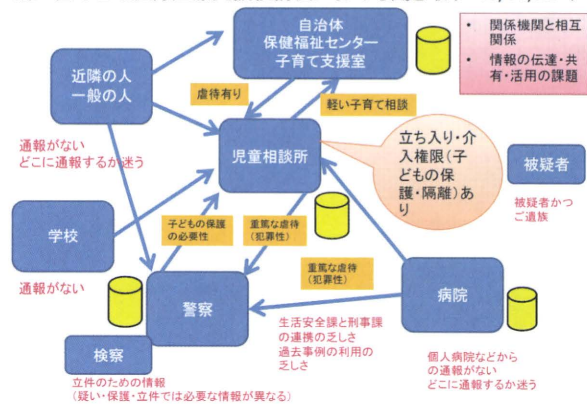 自治体
保健福祉センター
子育て支援室
• 関係機関と相互
関係
• 情報の伝達・共
有・活用の課題
近隣の人
一般の人
虐待有り
軽い子育て相談
通報がない
どこに通報するか迷う
児童相談所
立ち入り・介
入権限(子
どもの保
護・隔離)あ
り
被疑者
被疑者かつ
ご遺族
学校
通報がない
子どもの保護
の必要性
重篤な虐待
(犯罪性)
重篤な虐待
(犯罪性)
警察
病院
生活安全課と刑事課
の連携の乏しさ
過去事例の利用の
乏しさ
個人病院などから
の通報がない
どこに通報するか迷う
検察
立件のための情報
(疑い・保護・立件では必要な情報が異なる)